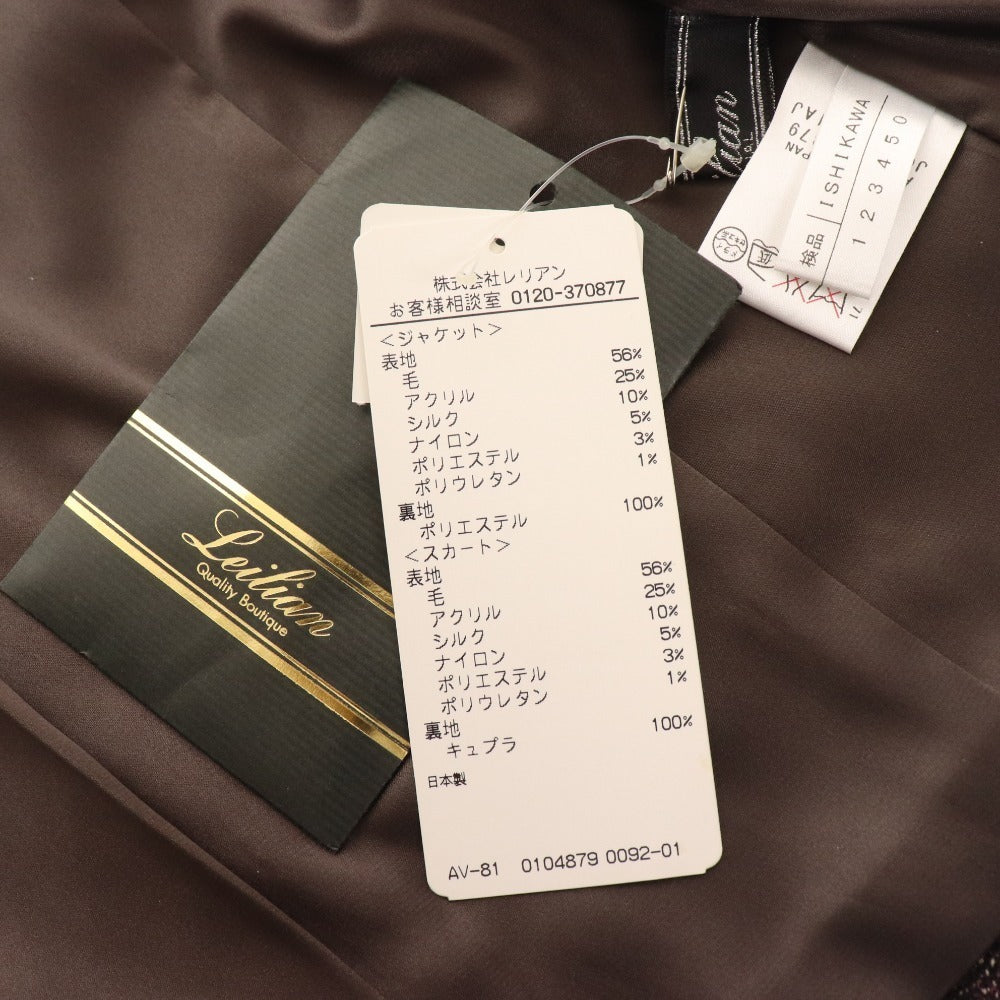 株式会社レリアン
お客様相談室 0120-370877
<ジャケット>
表地
毛 56%
アクリル 25%
シルク 10%
ナイロン 5%
ポリエステル 3%
ポリウレタン 1%
裏地
ポリエステル 100%
<スカート>
表地
毛 56%
アクリル 25%
シルク 10%
ナイロン 5%
ポリエステル 3%
ポリウレタン 1%
裏地
キュプラ 100%
日本製
AV-81 0104879 0092-01
Leilian
Quality Boutique
検品 ISHIKAWA
1 2 3 4 5 0